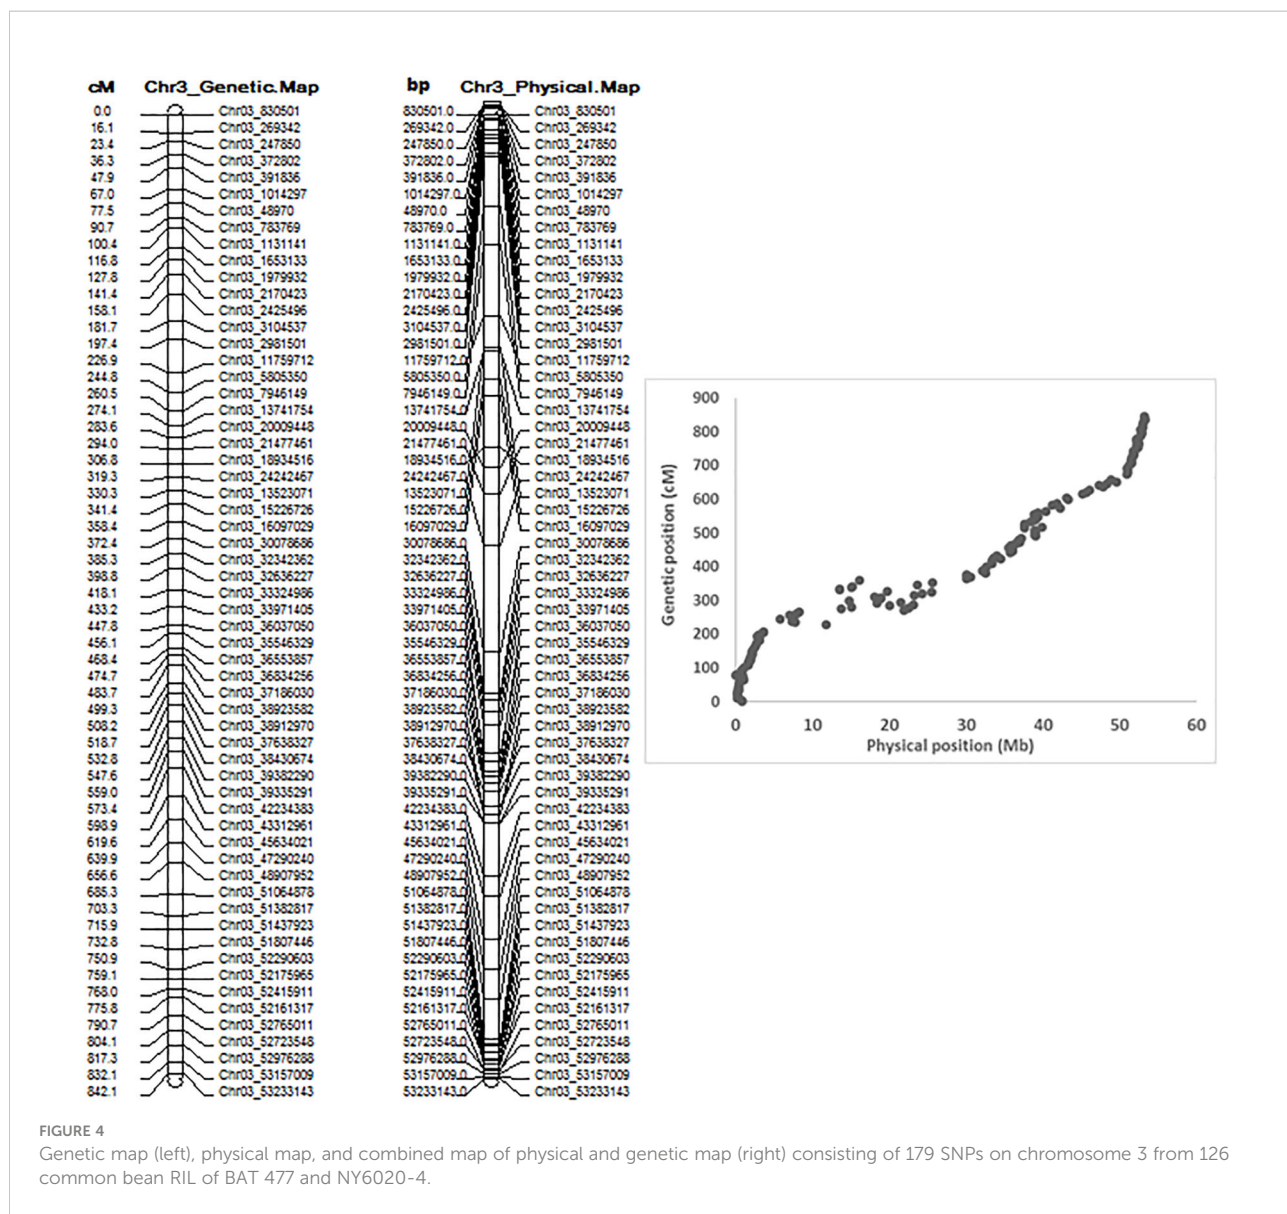 cM Chr3_Genetic.Map bp Chr3_Physical.Map
0.0 Chr03_830501 830501.0 Chr03_830501
16.1 Chr03_269342 269342.0 Chr03_269342
23.4 Chr03_247850 247850.0 Chr03_247850
36.3 Chr03_372802 372802.0 Chr03_372802
47.9 Chr03_391836 391836.0 Chr03_391836
67.0 Chr03_1014297 1014297.0 Chr03_1014297
77.5 Chr03_48970 48970.0 Chr03_48970
90.7 Chr03_783769 783769.0 Chr03_783769
100.4 Chr03_1131141 1131141.0 Chr03_1131141
116.8 Chr03_1653133 1653133.0 Chr03_1653133
127.8 Chr03_1979932 1979932.0 Chr03_1979932
141.4 Chr03_2170423 2170423.0 Chr03_2170423
158.1 Chr03_2425496 2425496.0 Chr03_2425496
181.7 Chr03_3104537 3104537.0 Chr03_3104537
197.4 Chr03_2981501 2981501.0 Chr03_2981501
226.9 Chr03_11759712 11759712.0 Chr03_11759712
244.8 Chr03_5805350 5805350.0 Chr03_5805350
260.5 Chr03_7946149 7946149.0 Chr03_7946149
274.1 Chr03_13741754 13741754.0 Chr03_13741754
283.6 Chr03_20009448 20009448.0 Chr03_20009448
294.0 Chr03_21477461 21477461.0 Chr03_21477461
306.8 Chr03_18934516 18934516.0 Chr03_18934516
319.3 Chr03_24242467 24242467.0 Chr03_24242467
330.3 Chr03_13523071 13523071.0 Chr03_13523071
341.4 Chr03_15226726 15226726.0 Chr03_15226726
358.4 Chr03_16097029 16097029.0 Chr03_16097029
372.4 Chr03_30078686 30078686.0 Chr03_30078686
385.3 Chr03_32342362 32342362.0 Chr03_32342362
398.8 Chr03_32636227 32636227.0 Chr03_32636227
418.1 Chr03_33324986 33324986.0 Chr03_33324986
433.2 Chr03_33971405 33971405.0 Chr03_33971405
447.8 Chr03_36037050 36037050.0 Chr03_36037050
456.1 Chr03_35546329 35546329.0 Chr03_35546329
468.4 Chr03_36553857 36553857.0 Chr03_36553857
474.7 Chr03_36834256 36834256.0 Chr03_36834256
483.7 Chr03_37186030 37186030.0 Chr03_37186030
499.3 Chr03_38923582 38923582.0 Chr03_38923582
508.2 Chr03_38912970 38912970.0 Chr03_38912970
518.7 Chr03_37638327 37638327.0 Chr03_37638327
532.8 Chr03_38430674 38430674.0 Chr03_38430674
547.6 Chr03_39382290 39382290.0 Chr03_39382290
559.0 Chr03_39335291 39335291.0 Chr03_39335291
573.4 Chr03_42234383 42234383.0 Chr03_42234383
598.9 Chr03_43312961 43312961.0 Chr03_43312961
619.6 Chr03_45634021 45634021.0 Chr03_45634021
639.9 Chr03_47290240 47290240.0 Chr03_47290240
656.6 Chr03_48907952 48907952.0 Chr03_48907952
685.3 Chr03_51064878 51064878.0 Chr03_51064878
703.3 Chr03_51382817 51382817.0 Chr03_51382817
715.9 Chr03_51437923 51437923.0 Chr03_51437923
732.8 Chr03_51807446 51807446.0 Chr03_51807446
750.9 Chr03_52290603 52290603.0 Chr03_52290603
759.1 Chr03_52175965 52175965.0 Chr03_52175965
768.0 Chr03_52415911 52415911.0 Chr03_52415911
775.8 Chr03_52161317 52161317.0 Chr03_52161317
790.7 Chr03_52765011 52765011.0 Chr03_52765011
804.1 Chr03_52723548 52723548.0 Chr03_52723548
817.3 Chr03_52976288 52976288.0 Chr03_52976288
832.1 Chr03_53157009 53157009.0 Chr03_53157009
842.1 Chr03_53233143 53233143.0 Chr03_53233143
Genetic position (cM)
900
800
700
600
500
400
300
200
100
0
0 10 20 30 40 50 60
Physical position (Mb)
FIGURE 4
Genetic map (left), physical map, and combined map of physical and genetic map (right) consisting of 179 SNPs on chromosome 3 from 126
common bean RIL of BAT 477 and NY6020-4.